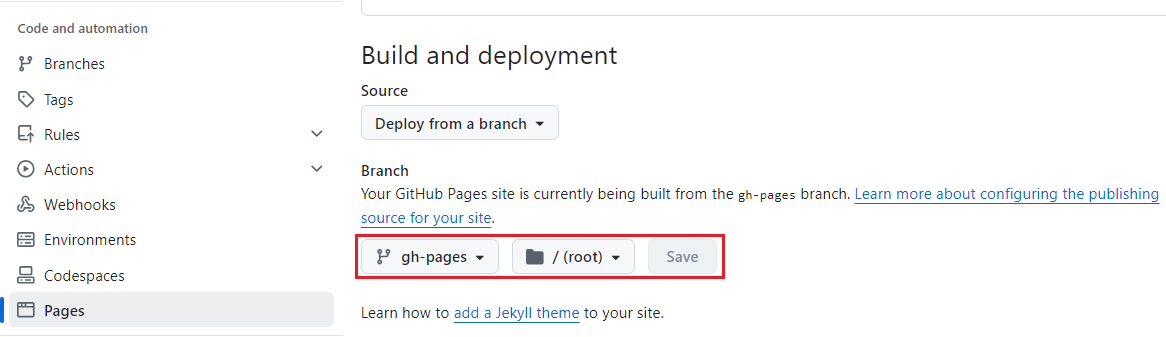 Code and automation
Branches
Tags
Rules
Actions
Webhooks
Environments
Codespaces
Pages
Build and deployment
Source
Deploy from a branch
Branch
Your GitHub Pages site is currently being built from the gh-pages branch. Learn more about configuring the publishing
source for your site.
gh-pages / (root) Save
Learn how to add a Jekyll theme to your site.